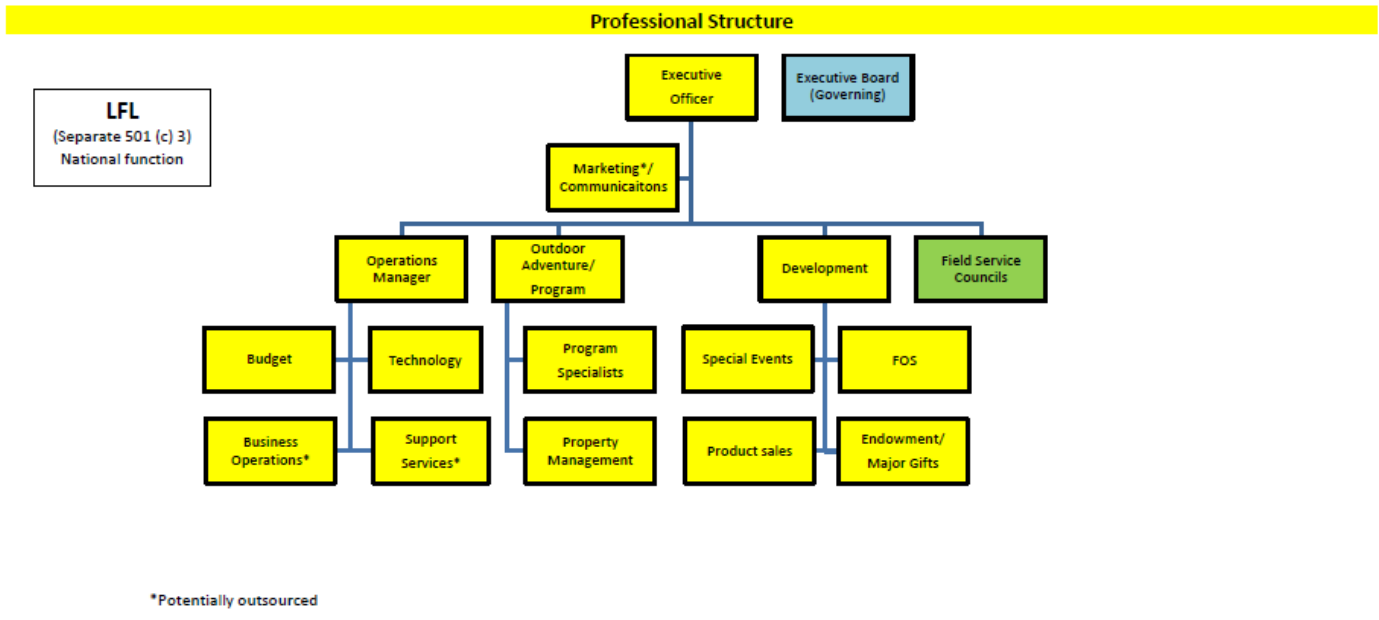 Professional Structure
Executive
Officer
Executive Board
(Governing)
LFL
(Separate 501 (c) 3)
National function
Marketing*/
Communicaitons
Operations
Manager
Outdoor
Adventure/
Program
Development
Field Service
Councils
Budget
Technology
Program
Specialists
Special Events
FOS
Business
Operations*
Support
Services*
Property
Management
Product sales
Endowment/
Major Gifts
*Potentially outsourced